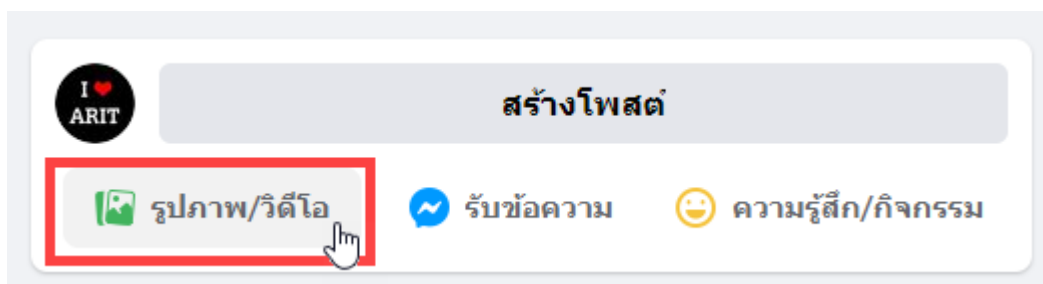 I ❤
ARIT
สร้างโพสต์
รูปภาพ/วิดีโอ
รับข้อความ
ความรู้สึก/กิจกรรม